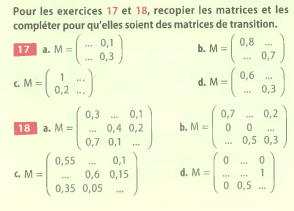 Pour les exercices 17 et 18, recopier les matrices et les
compléter pour qu'elles soient des matrices de transition.
17 a. M = ( ... 0,1 ; ... 0,3 ) b. M = ( 0,8 ... ; ... 0,7 )
c. M = ( 1 ... ; 0,2 ... ) d. M = ( 0,6 ... ; ... 0,3 )
18 a. M = ( 0,3 ... 0,1 ; ... 0,4 0,2 ; 0,7 0,1 ... ) b. M = ( 0,7 ... 0,2 ; 0 0 ... ; ... 0,5 0,3 )
c. M = ( 0,55 ... 0,1 ; ... 0,6 0,15 ; 0,35 0,05 ... ) d. M = ( 0 ... 0 ; ... ... 1 ; 0 0,5 ... )